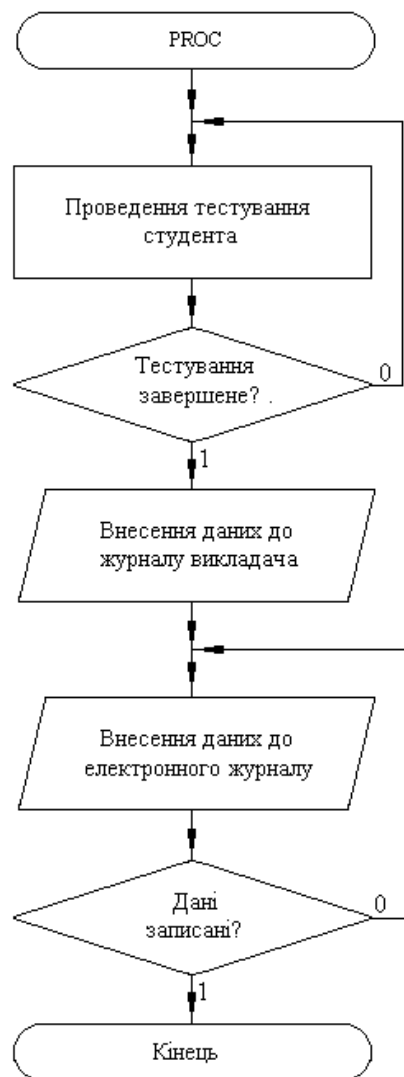 PROC
Проведення тестування
студента
Тестування
завершене? .
0
1
Внесення даних до
журналу викладача
Внесення даних до
електронного журналу
Дані
записані?
0
1
Кінець